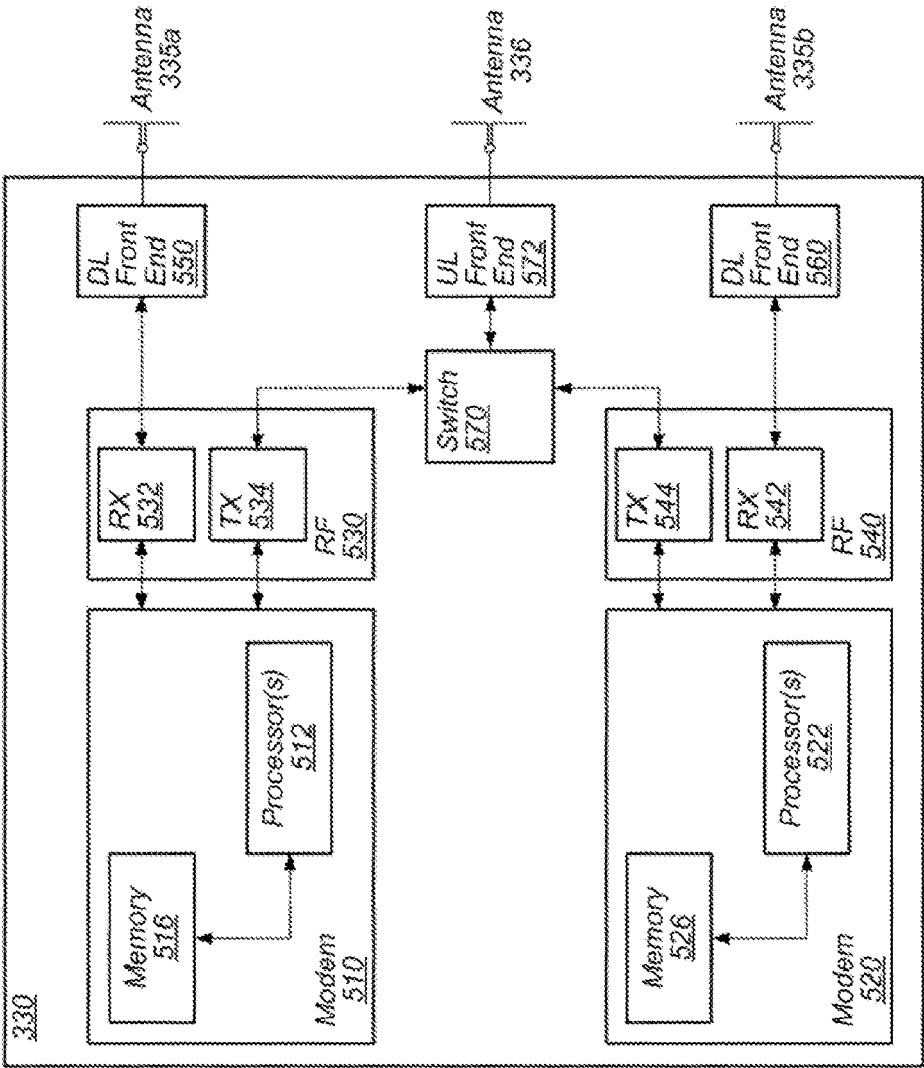 330
Modem
510
Memory
516
Processor(s)
512
RF
530
RX
532
TX
534
DL
Front
End
550
Antenna
335a
Switch
570
UL
Front
End
572
Antenna
336
Modem
520
Memory
526
Processor(s)
522
RF
540
TX
544
RX
542
DL
Front
End
560
Antenna
335b